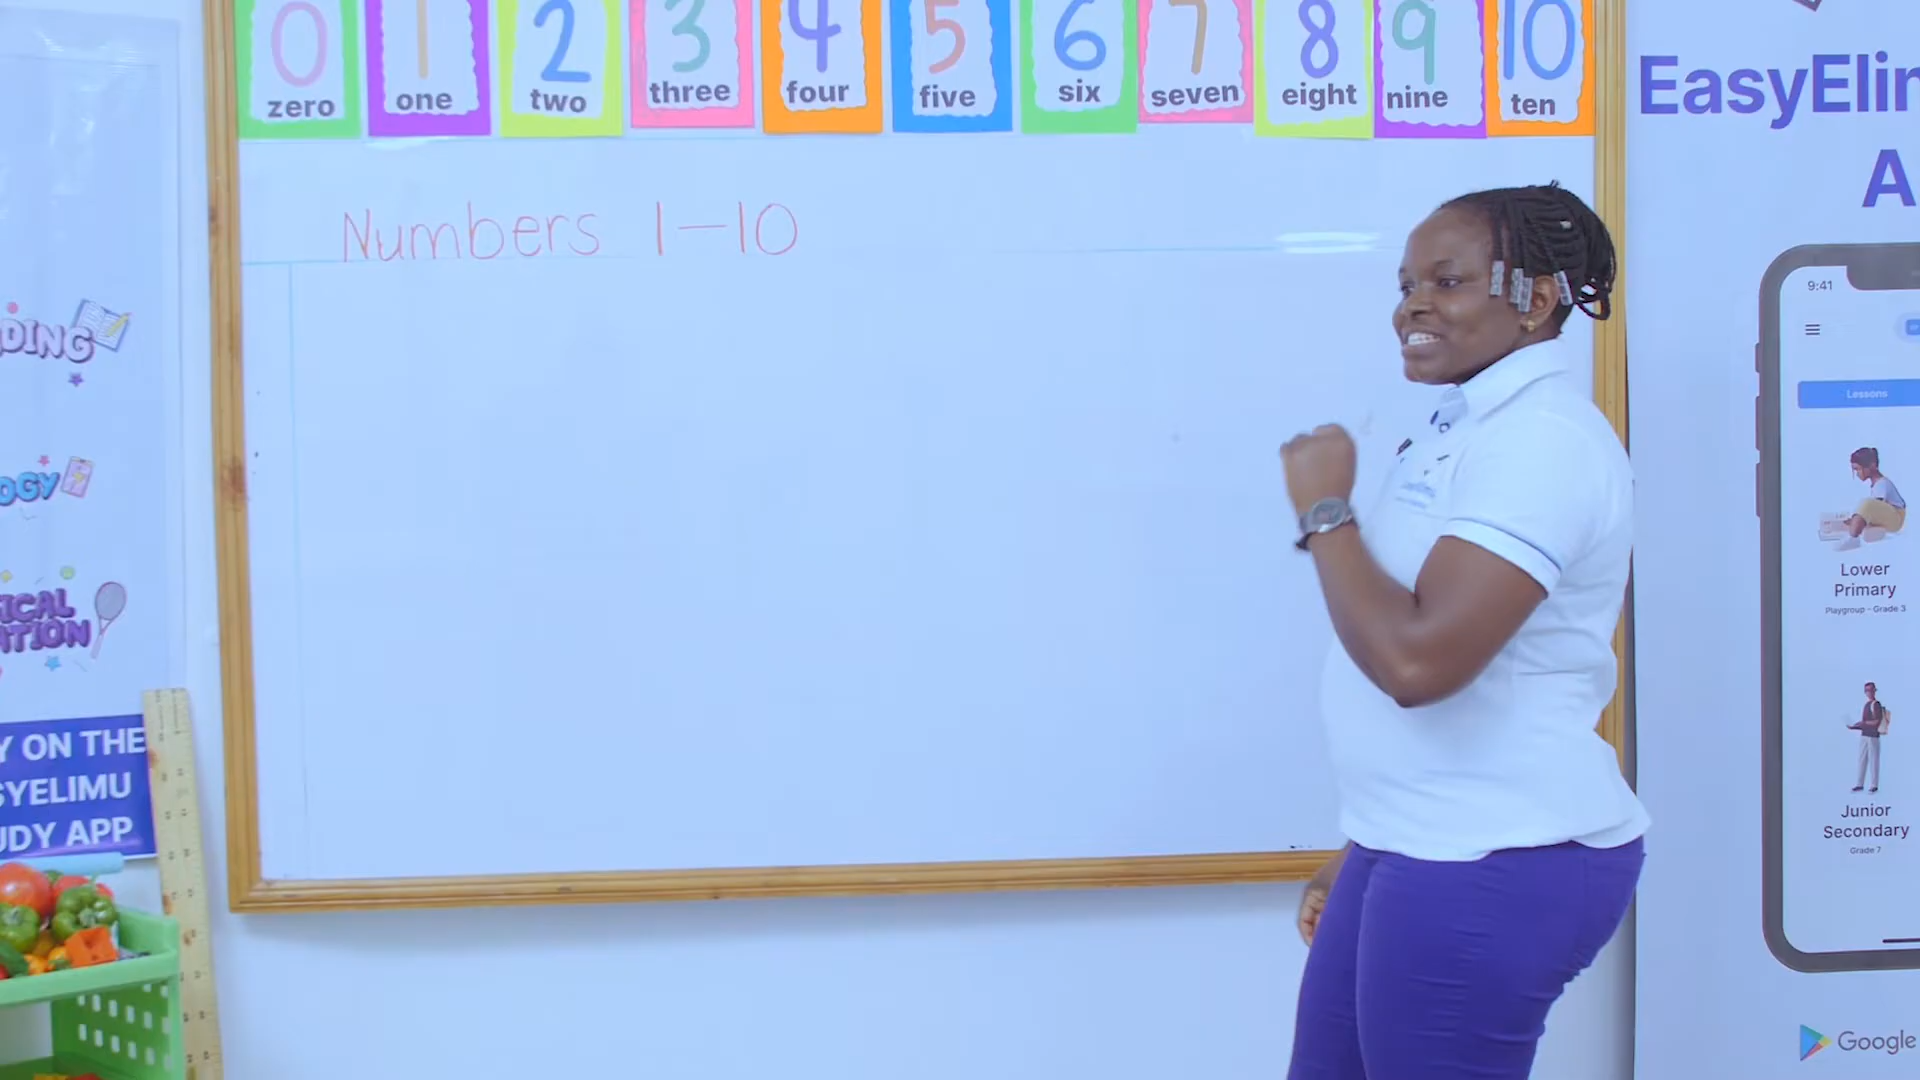 0 1 2 3 4 5 6 7 8 9 10
zero one two three four five six seven eight nine ten
Numbers 1-10
Y ON THE
SYELIMU
UDY APP
DING
OGY
ICAL
ATION
EasyElim
A
9:41
Lessons
Lower
Primary
Playgroup - Grade 3
Junior
Secondary
Grade 7
Google